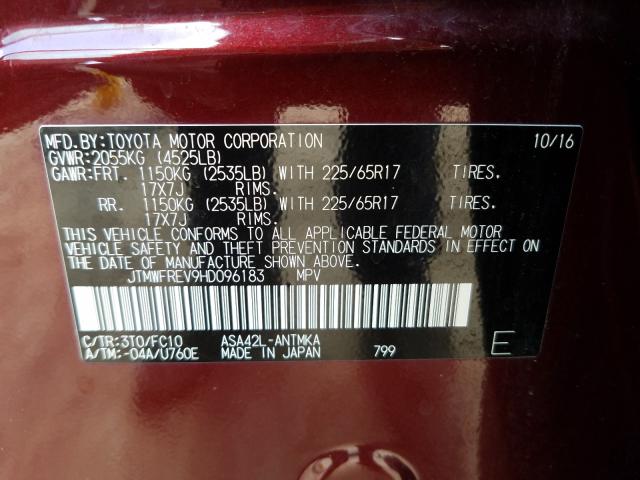 MFD.BY:TOYOTA MOTOR CORPORATION 10/16
GVWR:2055KG (4525LB)
GAWR:FRT. 1150KG (2535LB) WITH 225/65R17 TIRES.
17X7J RIMS.
RR. 1150KG (2535LB) WITH 225/65R17 TIRES.
17X7J RIMS.
THIS VEHICLE CONFORMS TO ALL APPLICABLE FEDERAL MOTOR
VEHICLE SAFETY AND THEFT PREVENTION STANDARDS IN EFFECT ON
THE DATE OF MANUFACTURE SHOWN ABOVE.
JTMWFREV9HD096183 MPV
C/TR:3T0/FC10 ASA42L-ANTMKA
A/TM:-04A/U760E MADE IN JAPAN 799 E